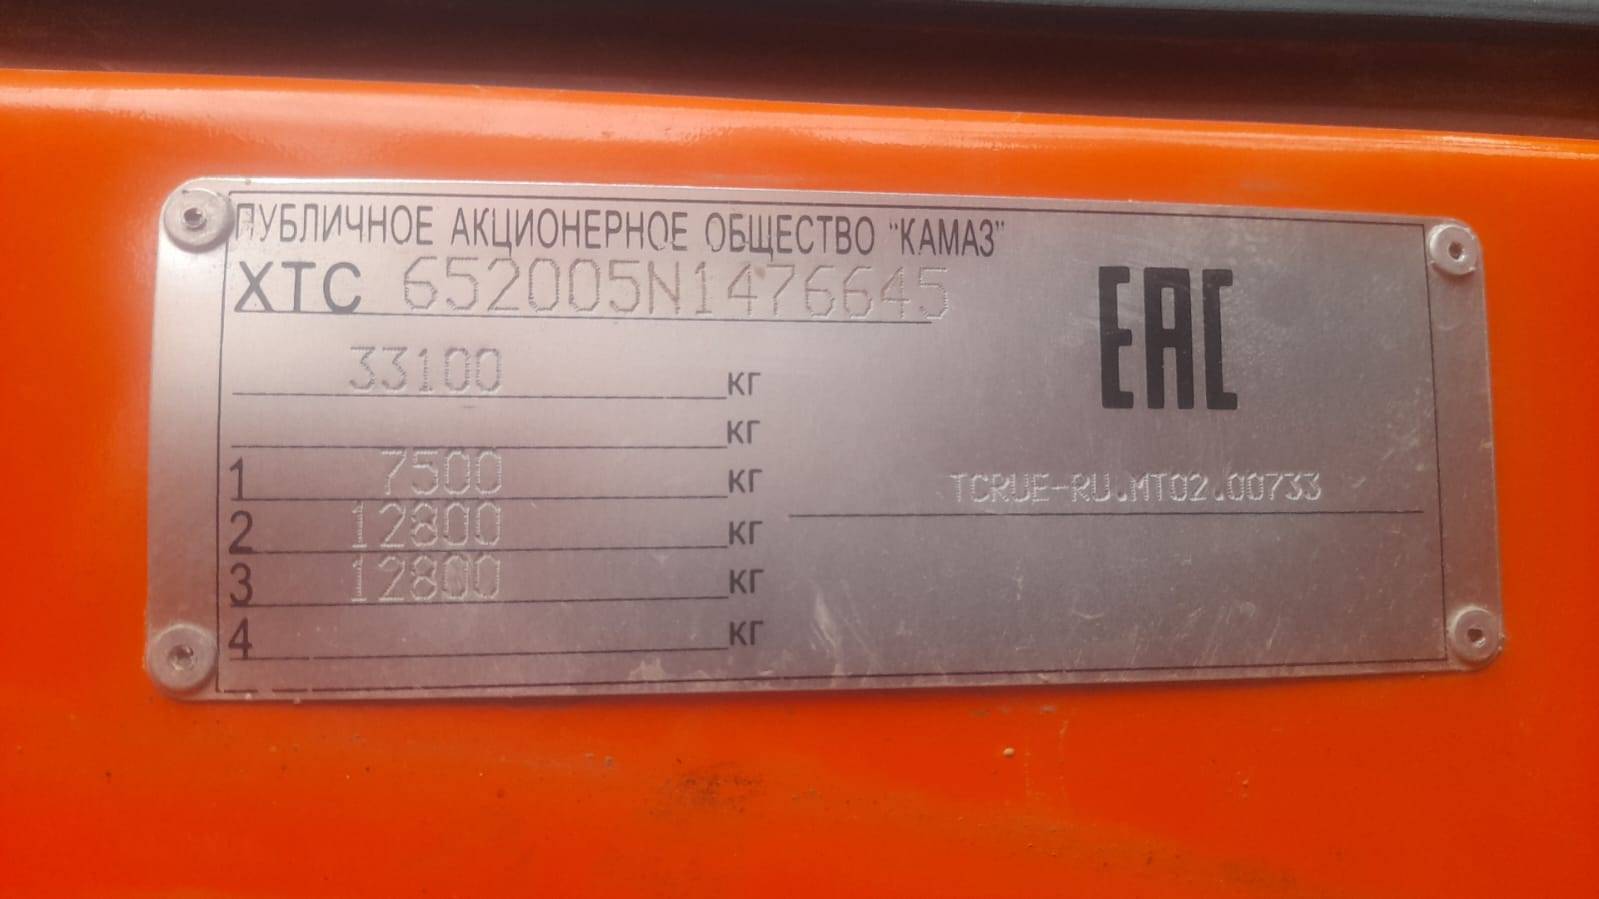 ПУБЛИЧНОЕ АКЦИОНЕРНОЕ ОБЩЕСТВО "КАМАЗ"
XTC 652005N1476645
33100 кг
кг
1 7500 кг
2 12800 кг
3 12800 кг
4 кг
EAC
TCRUE-RU.MT02.00733